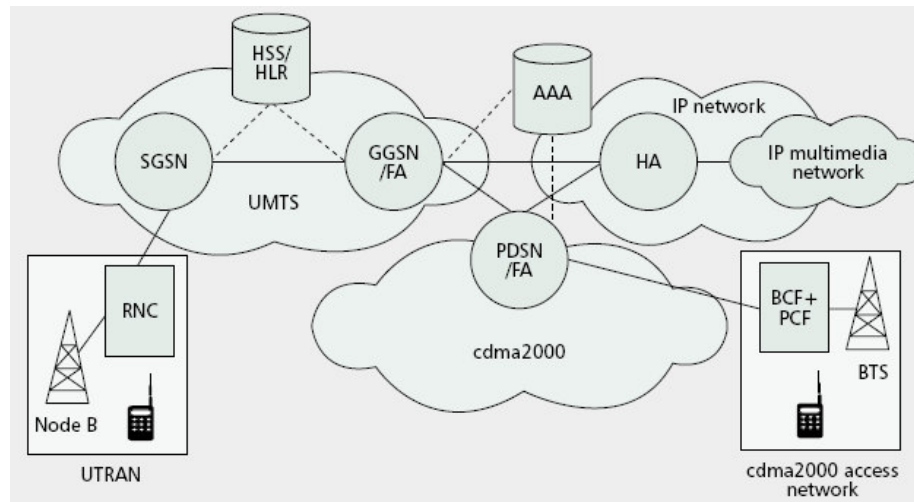 HSS/
HLR
AAA
IP network
SGSN
GGSN
/FA
HA
IP multimedia
network
UMTS
PDSN
/FA
RNC
BCF+
PCF
cdma2000
BTS
Node B
UTRAN
cdma2000 access
network